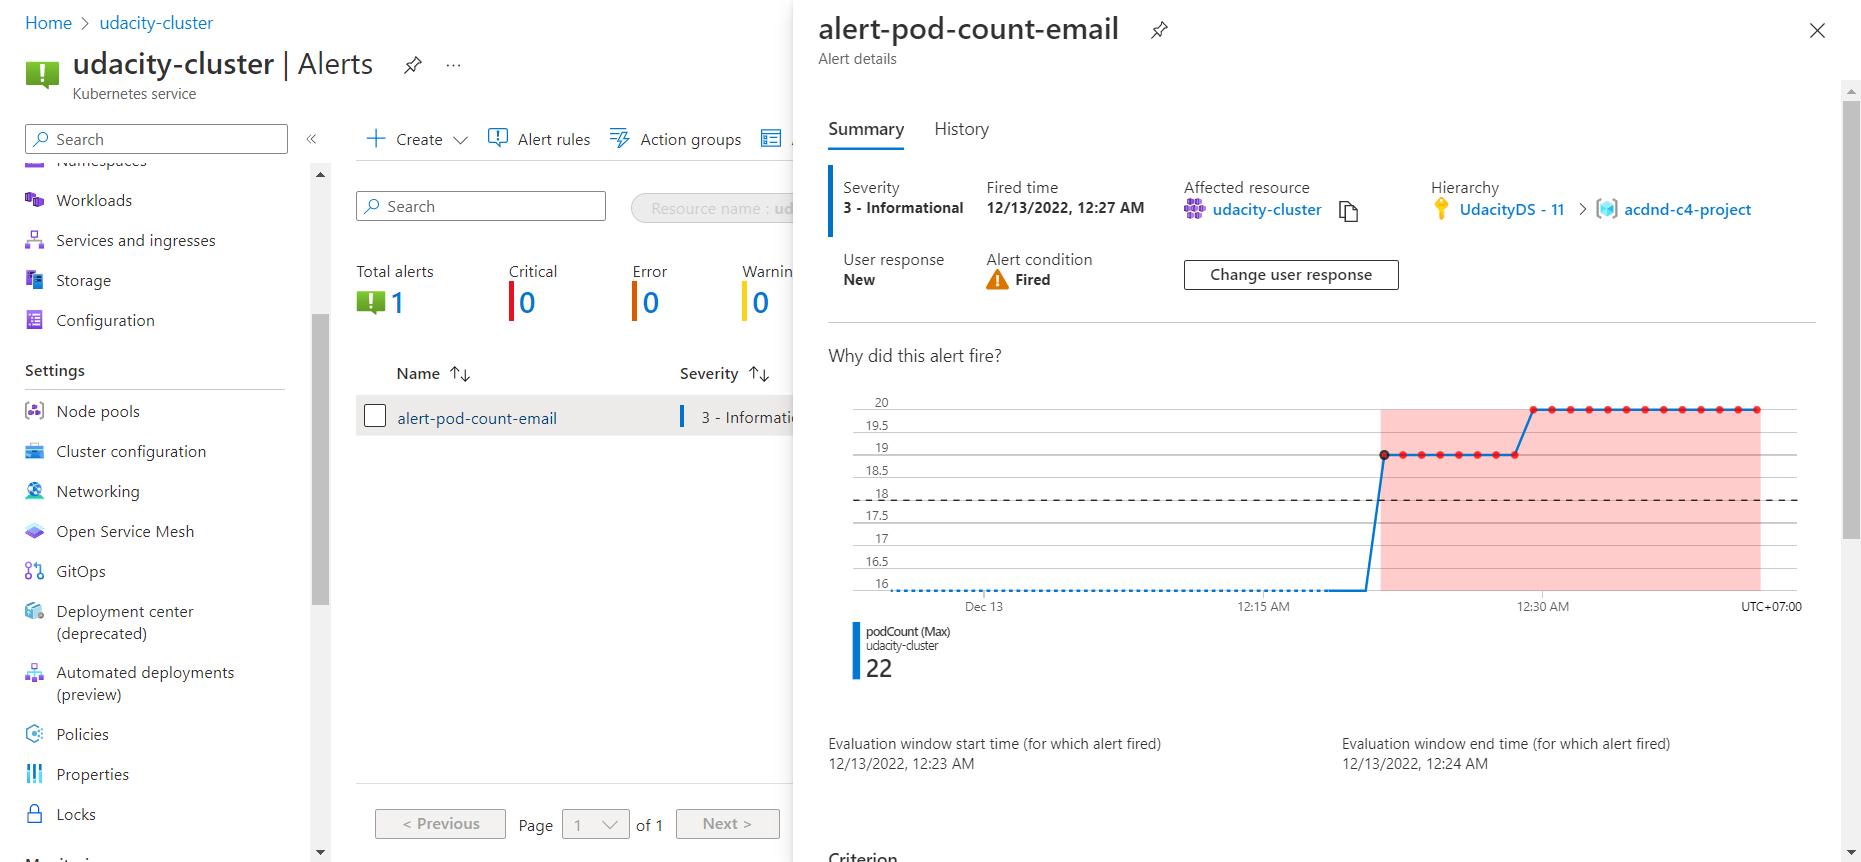 Home > udacity-cluster
udacity-cluster | Alerts
Kubernetes service
Search
Namespaces
Workloads
Services and ingresses
Storage
Configuration
Settings
Node pools
Cluster configuration
Networking
Open Service Mesh
GitOps
Deployment center
(deprecated)
Automated deployments
(preview)
Policies
Properties
Locks
Create
Alert rules
Action groups
Search
Resource name : ud
Total alerts
1
Critical
0
Error
0
Warnin
0
Name
Severity
alert-pod-count-email
3 - Informati
< Previous
Page
1
of 1
Next >
alert-pod-count-email
Alert details
Summary
History
Severity
3 - Informational
Fired time
12/13/2022, 12:27 AM
Affected resource
udacity-cluster
Hierarchy
UdacityDS - 11 > acdnd-c4-project
User response
New
Alert condition
Fired
Change user response
Why did this alert fire?
20
19.5
19
18.5
18
17.5
17
16.5
16
Dec 13
12:15 AM
12:30 AM
UTC+07:00
podCount (Max)
udacity-cluster
22
Evaluation window start time (for which alert fired)
12/13/2022, 12:23 AM
Evaluation window end time (for which alert fired)
12/13/2022, 12:24 AM
Criterion